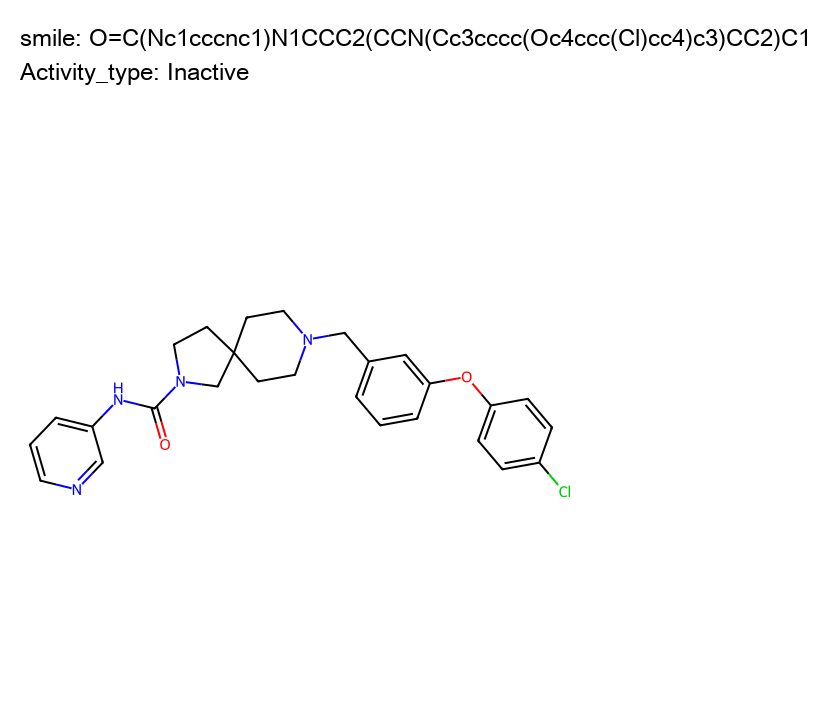 smile: O=C(Nc1cccnc1)N1CCC2(CCN(Cc3cccc(Oc4ccc(Cl)cc4)c3)CC2)C1
Activity_type: Inactive
N
O
H
N
N
O
N
Cl